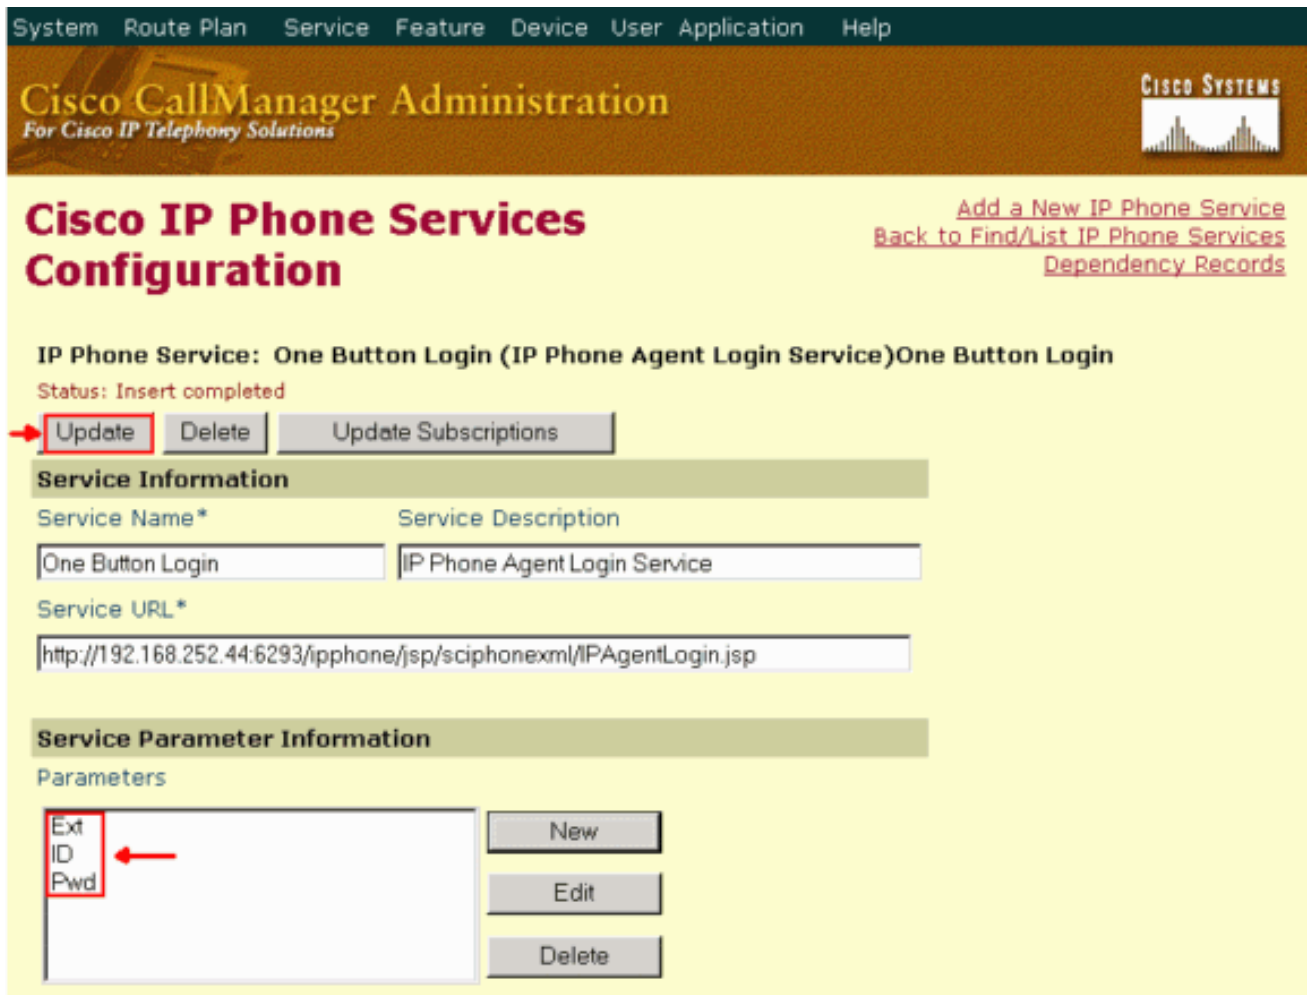 System Route Plan Service Feature Device User Application Help
Cisco CallManager Administration
For Cisco IP Telephony Solutions
CISCO SYSTEMS
Cisco IP Phone Services
Configuration
Add a New IP Phone Service
Back to Find/List IP Phone Services
Dependency Records
IP Phone Service: One Button Login (IP Phone Agent Login Service)One Button Login
Status: Insert completed
Update Delete Update Subscriptions
Service Information
Service Name* Service Description
One Button Login IP Phone Agent Login Service
Service URL*
http://192.168.252.44:6293/ipphone/jsp/sciphonexml/IPAgentLogin.jsp
Service Parameter Information
Parameters
Ext
ID
Pwd
New
Edit
Delete